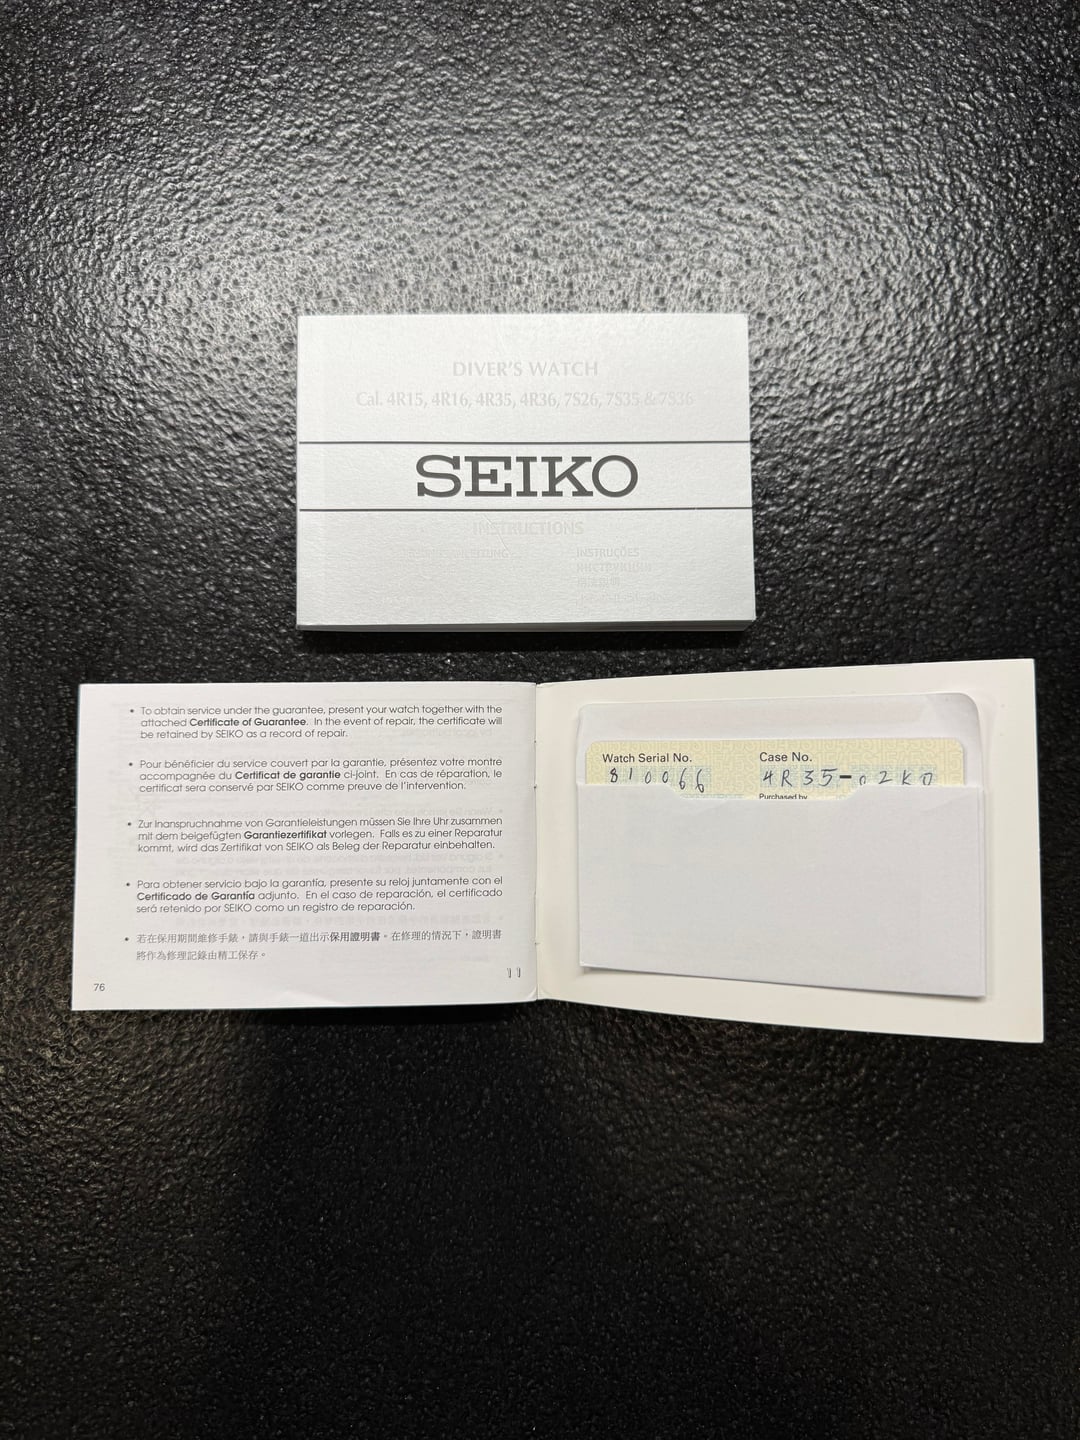 DIVER'S WATCH
Cal. 4R15, 4R16, 4R35, 4R36, 7S26, 7S35 & 7S36
SEIKO
INSTRUCTIONS
INSTRUÇÕES
ИНСТРУКЦИИ
• To obtain service under the guarantee, present your watch together with the
attached Certificate of Guarantee. In the event of repair, the certificate will
be retained by SEIKO as a record of repair.
• Pour bénéficier du service couvert par la garantie, présentez votre montre
accompagnée du Certificat de garantie ci-joint. En cas de réparation, le
certificat sera conservé par SEIKO comme preuve de l'intervention.
• Zur Inanspruchnahme von Garantieleistungen müssen Sie Ihre Uhr zusammen
mit dem beigefügten Garantiezertifikat vorlegen. Falls es zu einer Reparatur
kommt, wird das Zertifikat von SEIKO als Beleg der Reparatur einbehalten.
• Para obtener servicio bajo la garantía, presente su reloj juntamente con el
Certificado de Garantía adjunto. En el caso de reparación, el certificado
será retenido por SEIKO como un registro de reparación.
• 若在保用期間維修手錶，請與手錶一道出示保用證明書。在修理的情況下，證明書
將作為修理記錄由精工保存。
76
Watch Serial No.
810066
Case No.
4R35-02K0
Purchased by